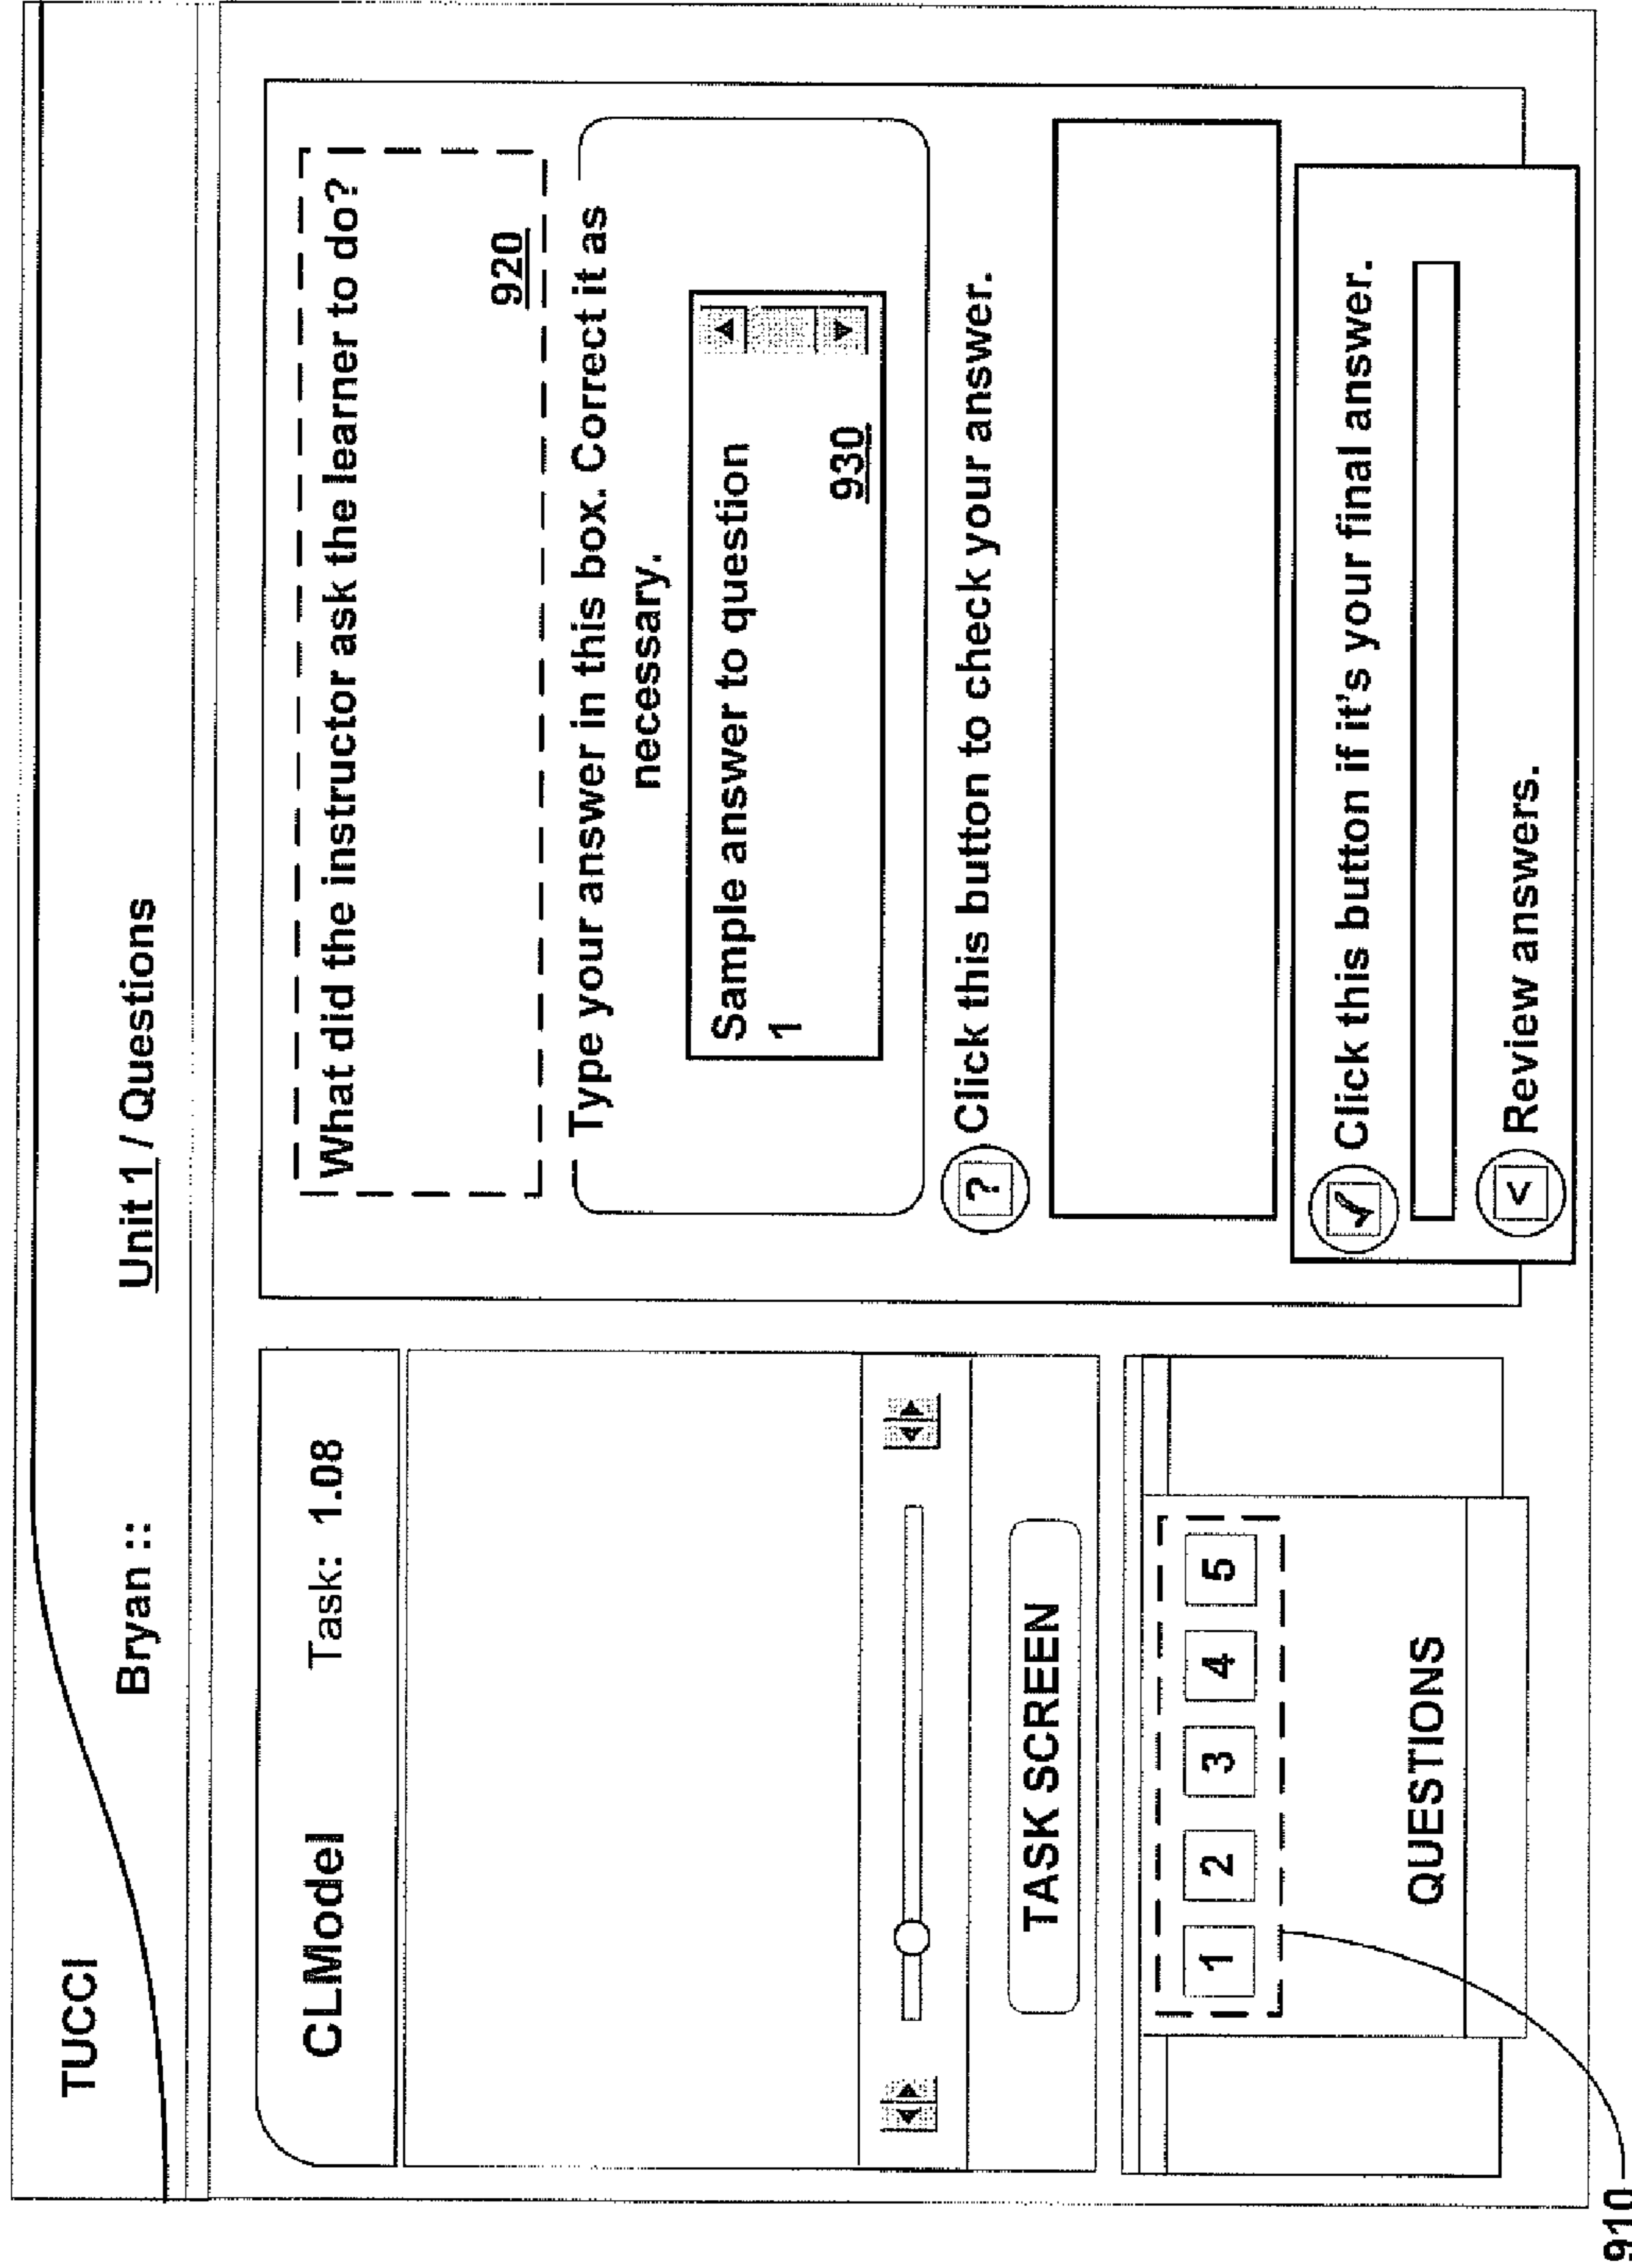 TUCCI
Bryan ::
Unit 1 / Questions
CLModel
Task: 1.08
TASK SCREEN
1 2 3 4 5
QUESTIONS
910
What did the instructor ask the learner to do?
920
Type your answer in this box. Correct it as
necessary.
Sample answer to question
1
930
? Click this button to check your answer.
✓ Click this button if it's your final answer.
< Review answers.